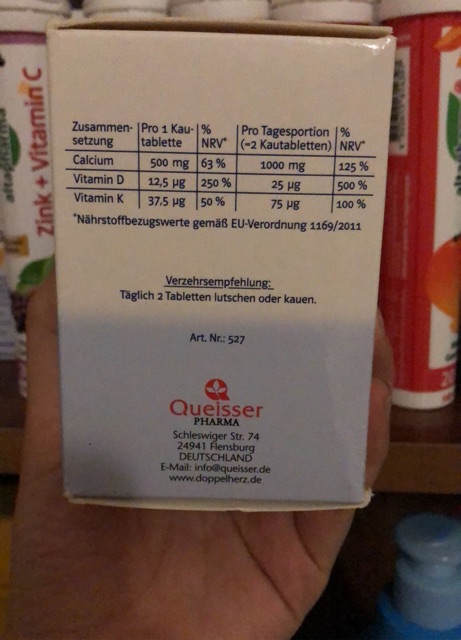 Zusammen- | Pro 1 Kau- | % | Pro Tagesportion | %
setzung | tablette | NRV* | (=2 Kautabletten) | NRV*
Calcium | 500 mg | 63 % | 1000 mg | 125 %
Vitamin D | 12,5 µg | 250 % | 25 µg | 500 %
Vitamin K | 37,5 µg | 50 % | 75 µg | 100 %
*Nährstoffbezugswerte gemäß EU-Verordnung 1169/2011
Verzehrsempfehlung:
Täglich 2 Tabletten lutschen oder kauen.
Art. Nr.: 527
Queisser
PHARMA
Schleswiger Str. 74
24941 Flensburg
DEUTSCHLAND
E-Mail: info@queisser.de
www.doppelherz.de
Zink + Vitamin C
altapharma